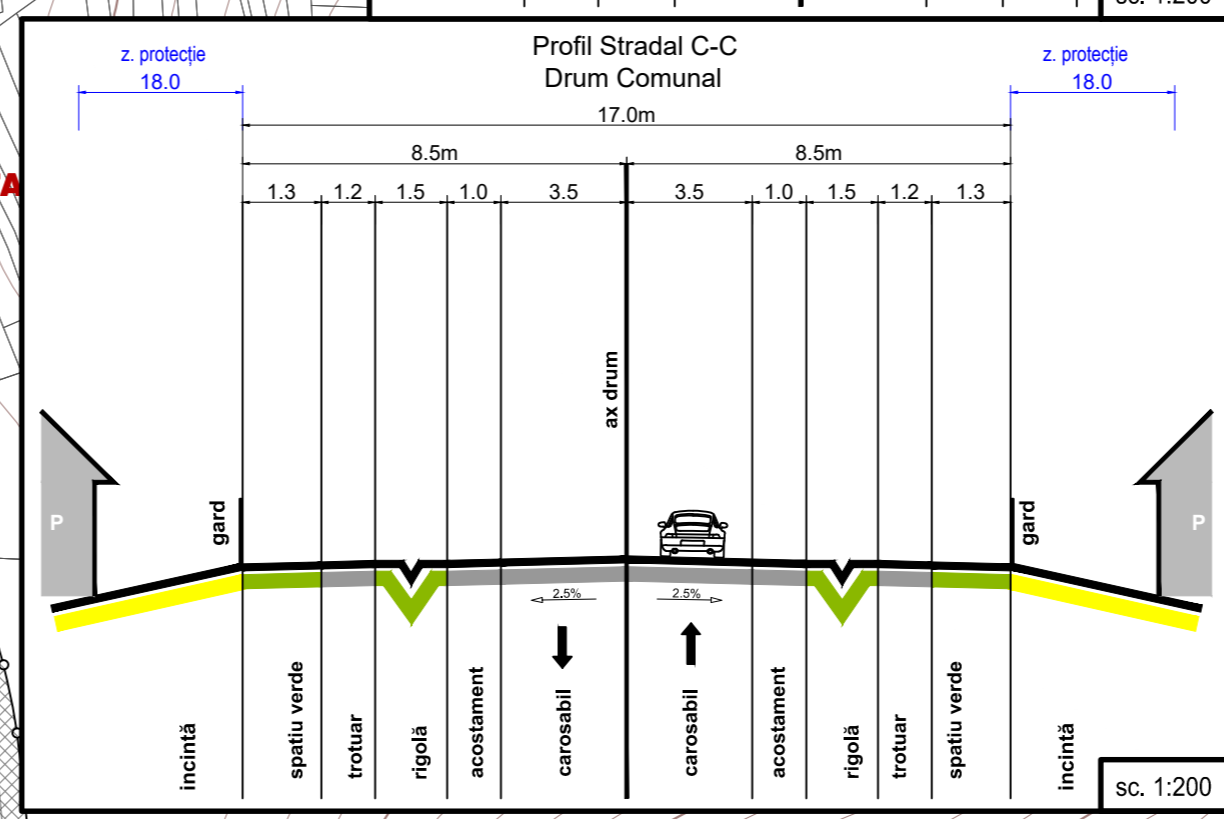 Profil Stradal C-C
Drum Comunal
z. protecție
18.0
z. protecție
18.0
17.0m
8.5m
8.5m
1.3
1.2
1.5
1.0
3.5
3.5
1.0
1.5
1.2
1.3
A
ax drum
gard
gard
P
P
2.5%
2.5%
incintă
spatiu verde
trotuar
rigolă
acostament
carosabil
carosabil
acostament
rigolă
trotuar
spatiu verde
incintă
sc. 1:200